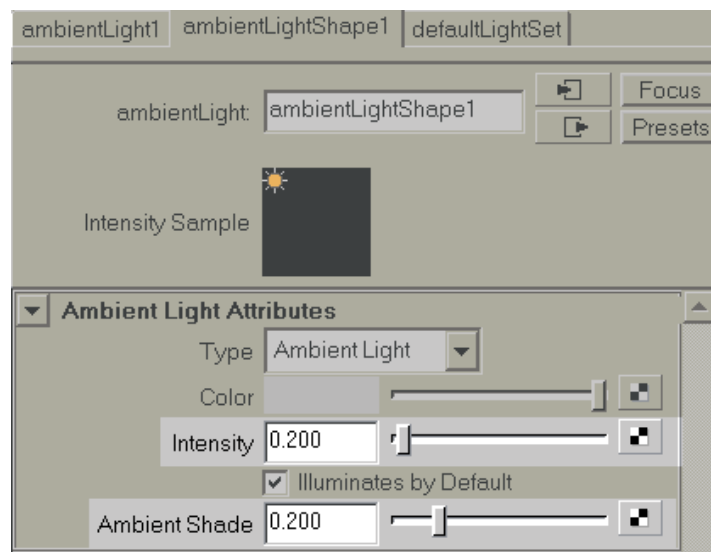 ambientLight1 ambientLightShape1 defaultLightSet
ambientLight: ambientLightShape1 Focus
Presets
Intensity Sample
Ambient Light Attributes
Type Ambient Light
Color
Intensity 0.200
Illuminates by Default
Ambient Shade 0.200